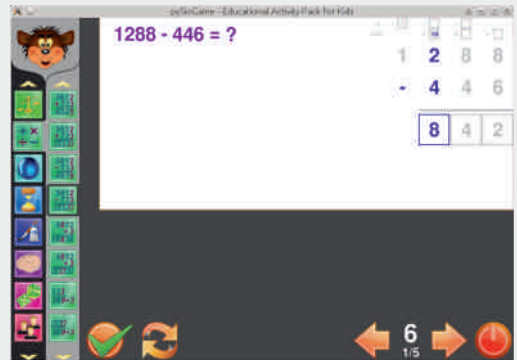 pySioGame - Educational Activity Pack for Kids
1288 - 446 = ?
1 2 8 8
- 4 4 6
8 4 2
6
1/5